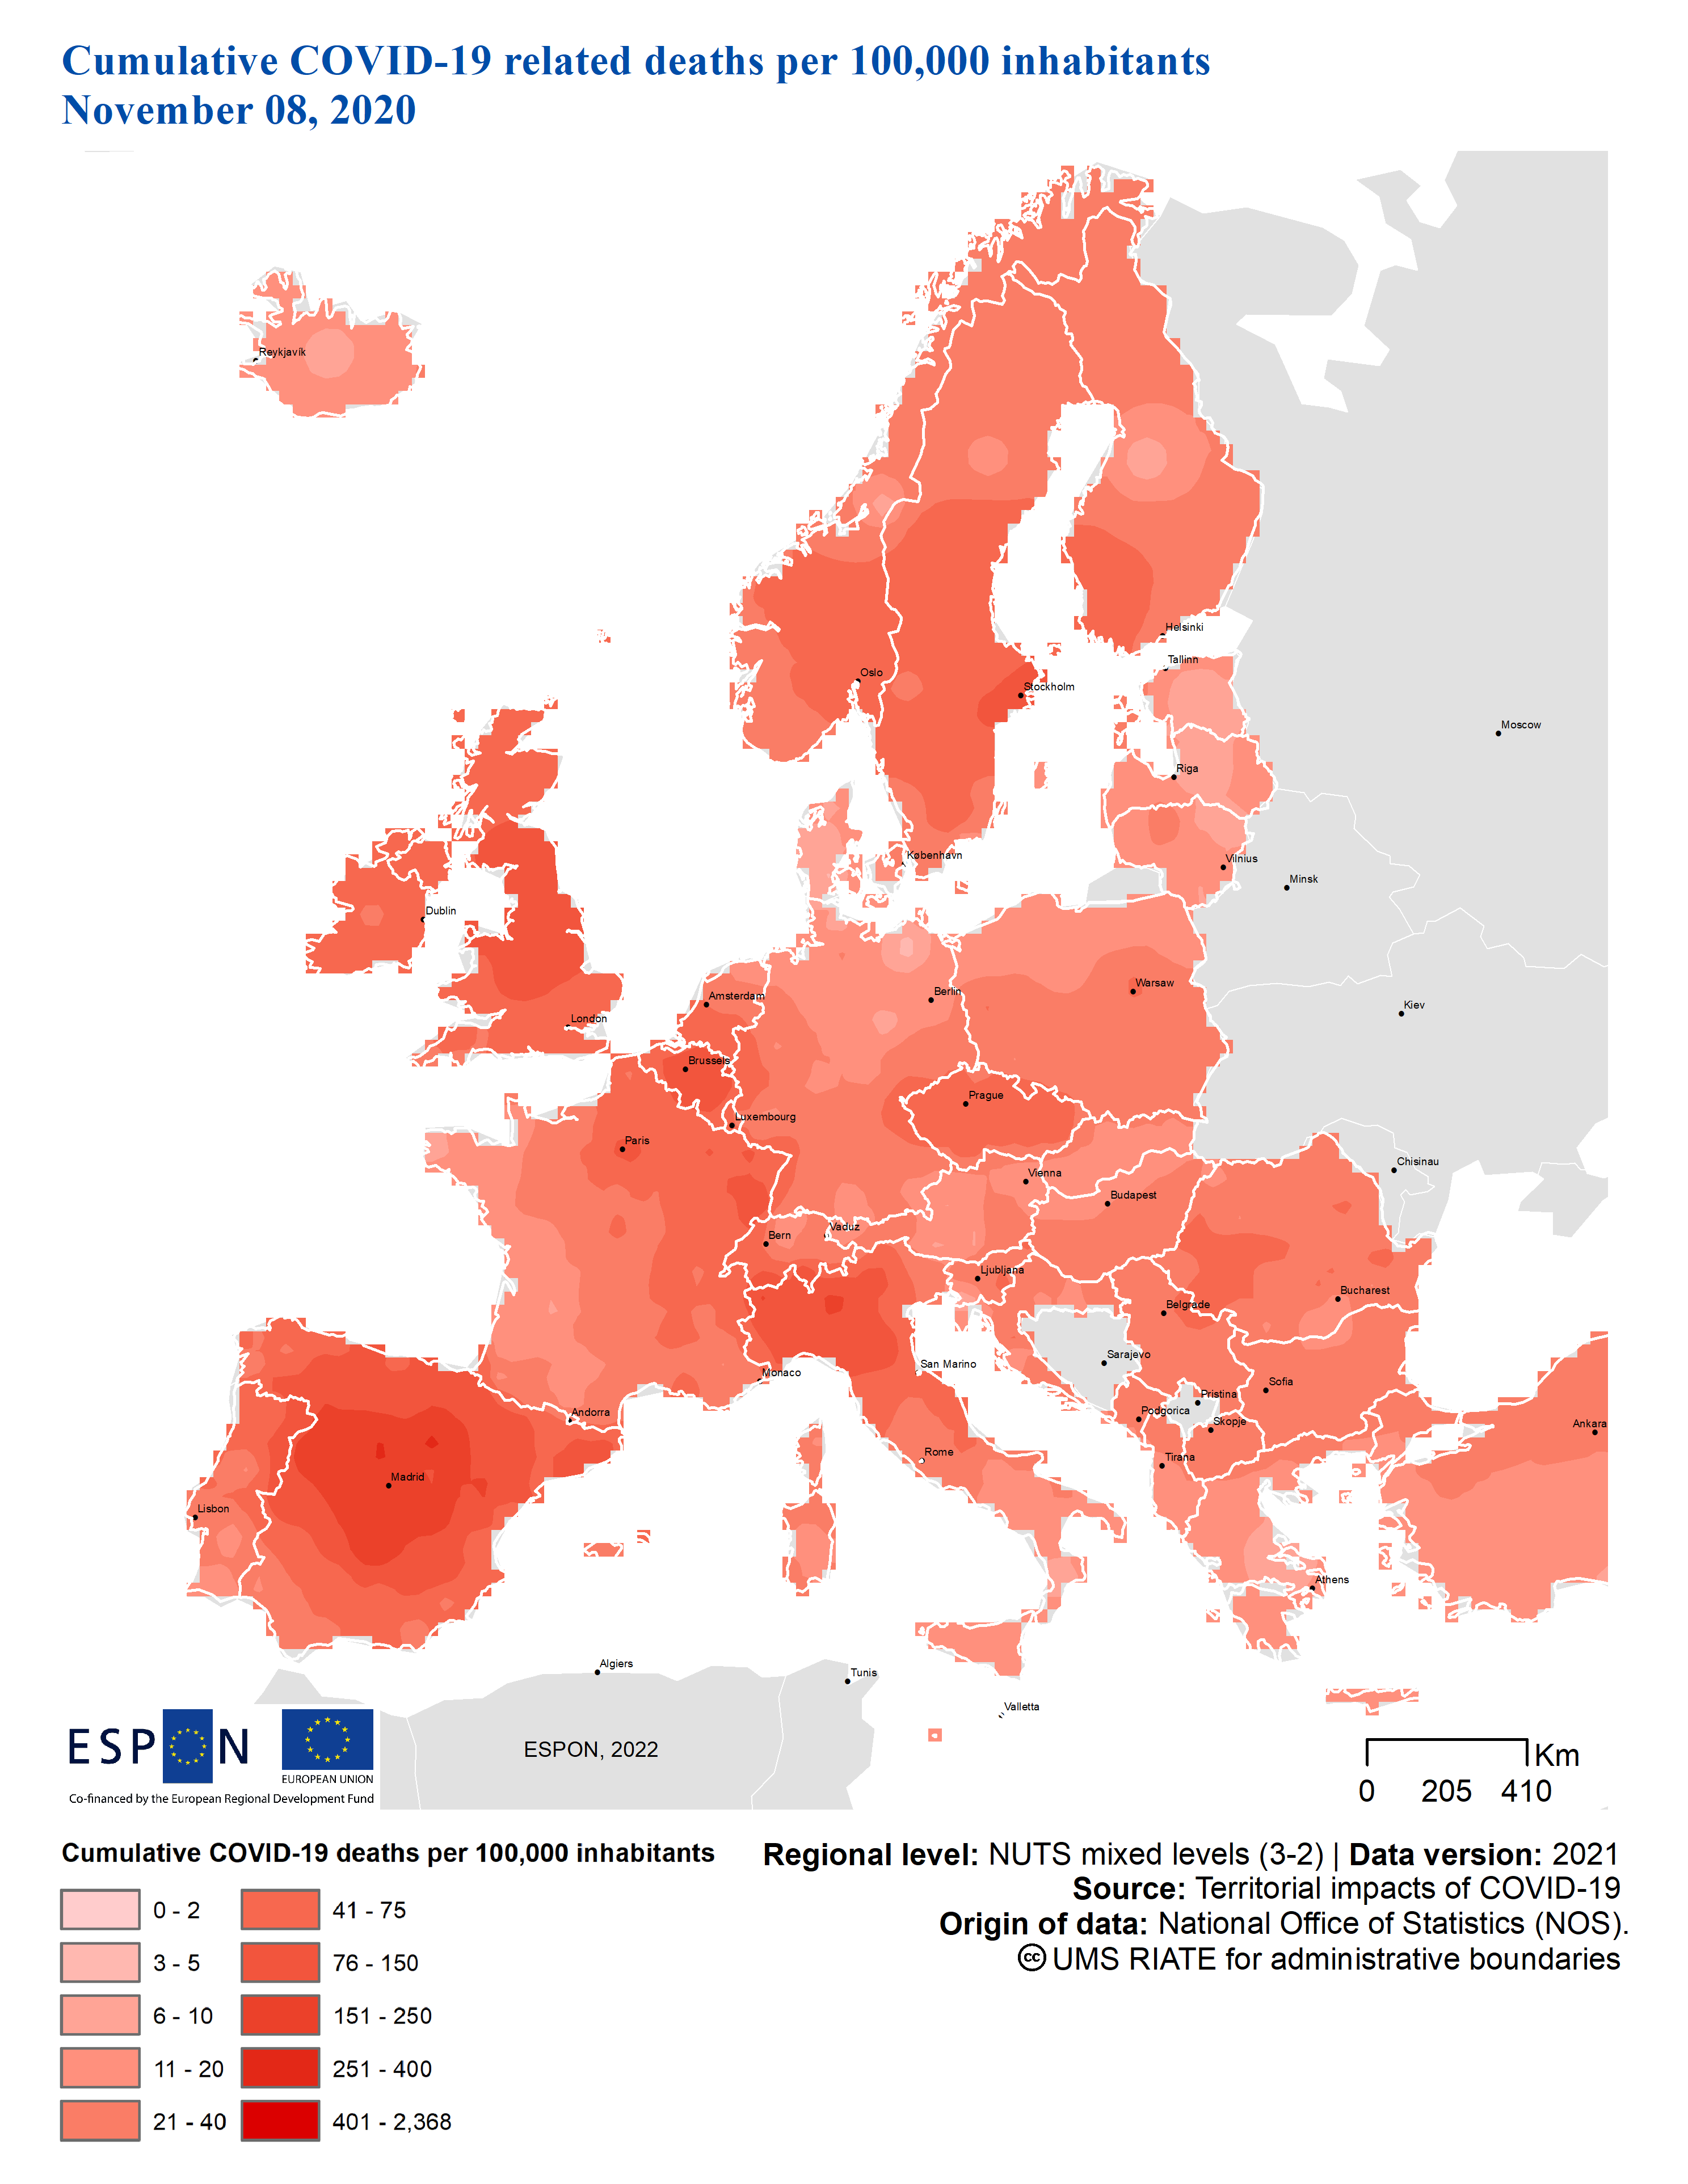 Cumulative COVID-19 related deaths per 100,000 inhabitants
November 08, 2020
Reykjavik
Helsinki
Tallinn
Oslo
Stockholm
Moscow
Riga
København
Vilnius
Minsk
Dublin
Warsaw
Berlin
Amsterdam
Kiev
London
Brussels
Prague
Luxembourg
Paris
Chisinau
Vienna
Budapest
Vaduz
Bern
Ljubljana
Bucharest
Belgrade
Sarajevo
San Marino
Monaco
Sofia
Pristina
Andorra
Podgorica
Skopje
Ankara
Rome
Tirana
Madrid
Lisbon
Athens
Algiers
Tunis
Valletta
ESPON
EUROPEAN UNION
Co-financed by the European Regional Development Fund
ESPON, 2022
Km
0 205 410
Cumulative COVID-19 deaths per 100,000 inhabitants
0 - 2
3 - 5
6 - 10
11 - 20
21 - 40
41 - 75
76 - 150
151 - 250
251 - 400
401 - 2,368
Regional level: NUTS mixed levels (3-2) | Data version: 2021
Source: Territorial impacts of COVID-19
Origin of data: National Office of Statistics (NOS).
cc UMS RIATE for administrative boundaries